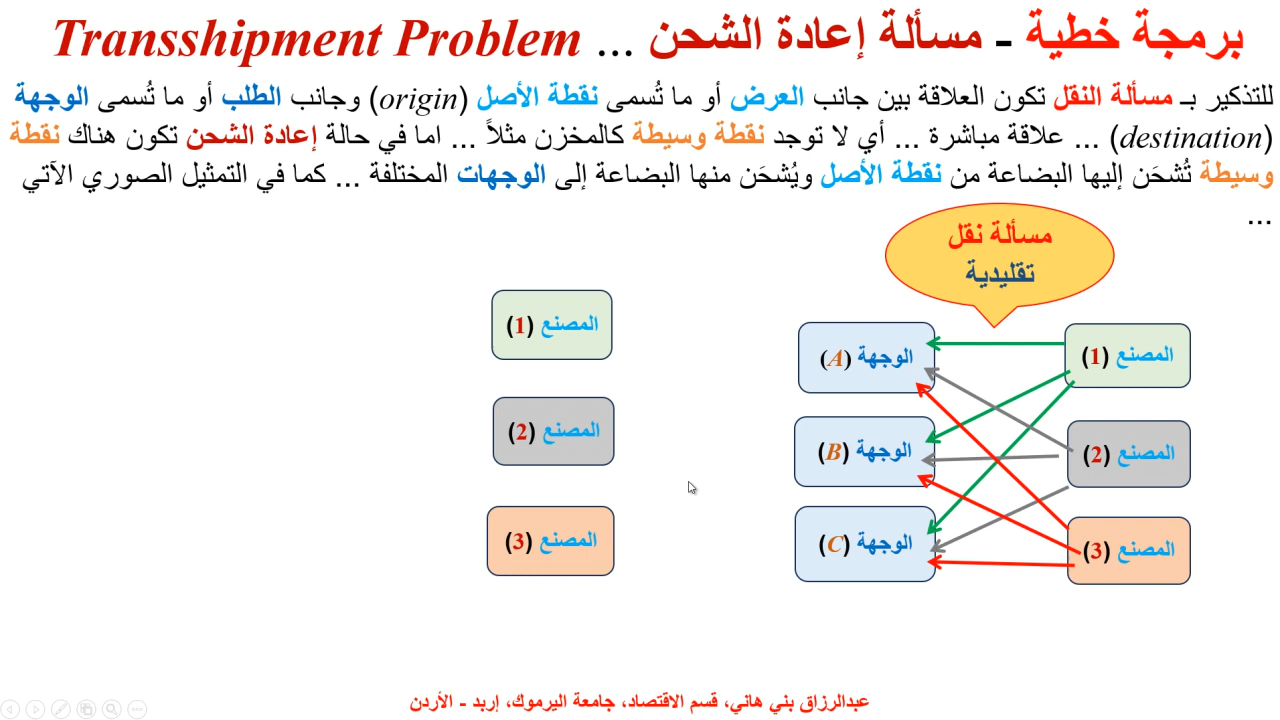 برمجة خطية - مسألة إعادة الشحن ... Transshipment Problem
للتذكير بـ مسألة النقل تكون العلاقة بين جانب العرض أو ما تُسمى نقطة الأصل (origin) وجانب الطلب أو ما تُسمى الوجهة
(destination) ... علاقة مباشرة ... أي لا توجد نقطة وسيطة كالمخزن مثلاً ... اما في حالة إعادة الشحن تكون هناك نقطة
وسيطة تُشحَن إليها البضاعة من نقطة الأصل ويُشحَن منها البضاعة إلى الوجهات المختلفة ... كما في التمثيل الصوري الآتي
...
مسألة نقل
تقليدية
المصنع (1)
الوجهة (A)
المصنع (1)
المصنع (2)
الوجهة (B)
المصنع (2)
المصنع (3)
الوجهة (C)
المصنع (3)
عبدالرزاق بني هاني، قسم الاقتصاد، جامعة اليرموك، إربد - الأردن